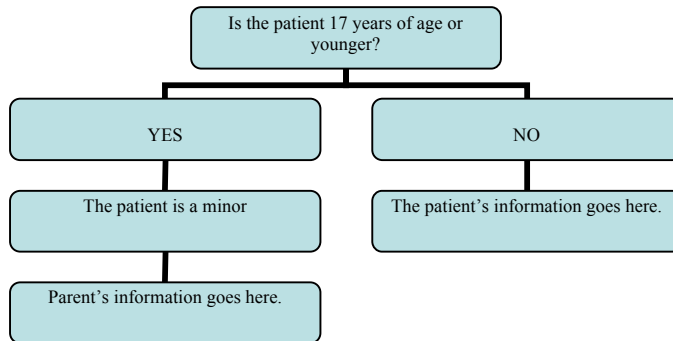 Is the patient 17 years of age or
younger?
YES
NO
The patient is a minor
The patient’s information goes here.
Parent’s information goes here.